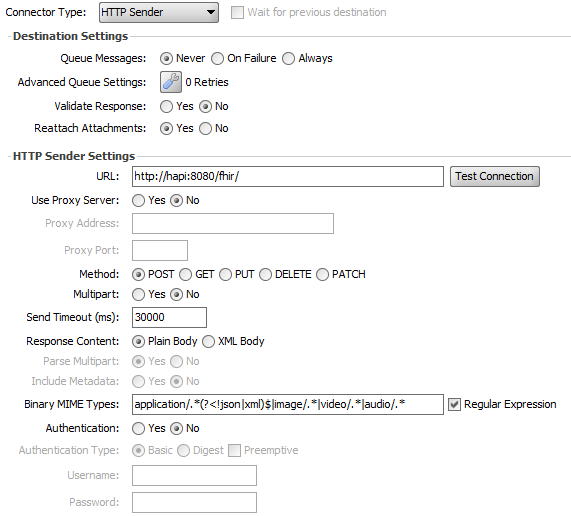 Connector Type: HTTP Sender Wait for previous destination
Destination Settings
Queue Messages: Never On Failure Always
Advanced Queue Settings: 0 Retries
Validate Response: Yes No
Reattach Attachments: Yes No
HTTP Sender Settings
URL: http://hapi:8080/fhir/ Test Connection
Use Proxy Server: Yes No
Proxy Address:
Proxy Port:
Method: POST GET PUT DELETE PATCH
Multipart: Yes No
Send Timeout (ms): 30000
Response Content: Plain Body XML Body
Parse Multipart: Yes No
Include Metadata: Yes No
Binary MIME Types: application/.*(?<!json|xml)$|image/.*|video/.*|audio/.* Regular Expression
Authentication: Yes No
Authentication Type: Basic Digest Preemptive
Username:
Password: